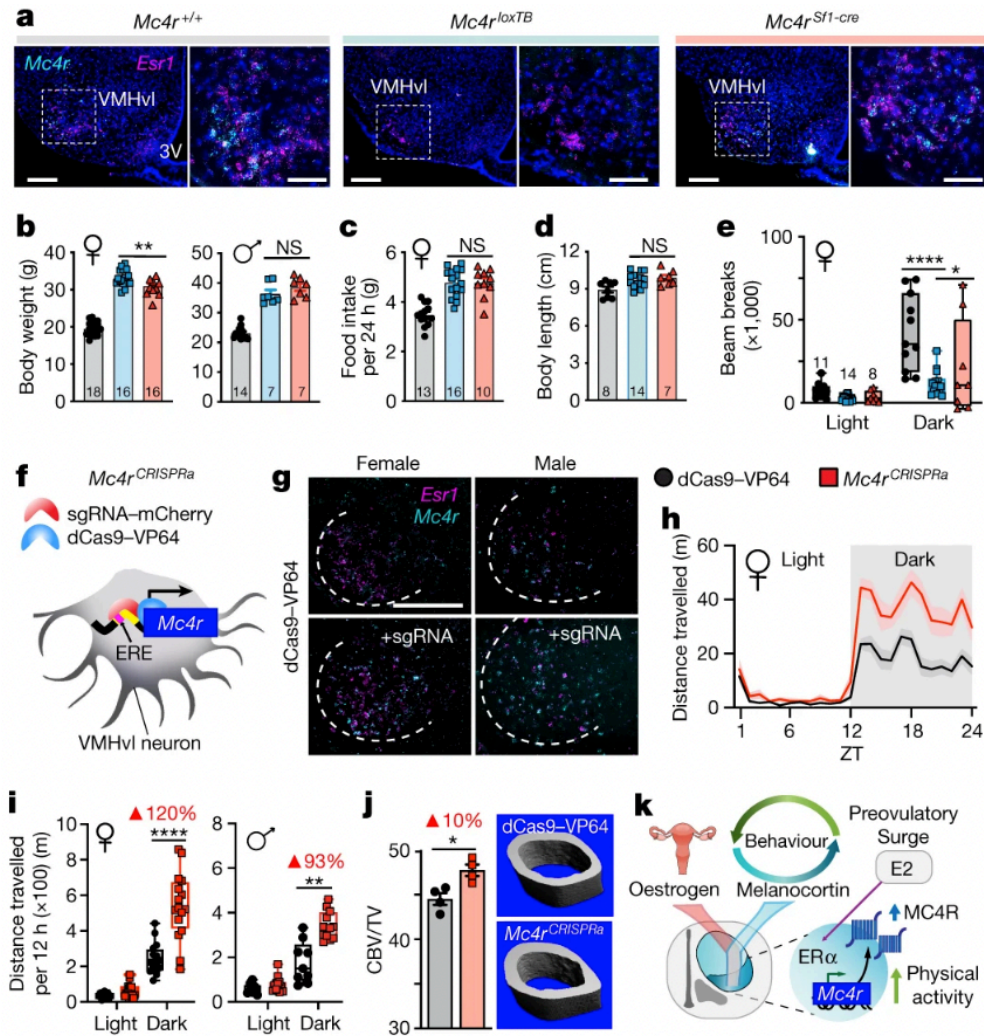 a
Mc4r+/+
Mc4rloxTB
Mc4rSf1-cre
Mc4r
Esr1
VMHvl
3V
VMHvl
VMHvl
b
♀
**
Body weight (g)
40
30
20
10
0
18
16
16
♂
NS
50
40
30
20
10
0
14
7
7
c
♀
NS
Food intake
per 24 h (g)
6
4
2
0
13
16
10
d
NS
Body length (cm)
12
9
6
3
0
8
14
7
e
♀
Beam breaks
(×1,000)
75
50
25
0
****
*
11
14
8
Light
Dark
f
Mc4rCRISPRa
sgRNA–mCherry
dCas9–VP64
Mc4r
ERE
VMHvl neuron
g
Female
Male
Esr1
Mc4r
dCas9–VP64
+sgRNA
+sgRNA
dCas9–VP64
Mc4rCRISPRa
h
♀
Light
Dark
Distance travelled (m)
60
40
20
0
1
6
12
18
24
ZT
i
▲120%
♀
****
Distance travelled
per 12 h (×100) (m)
10
8
6
4
2
0
Light
Dark
♂
▲93%
**
6
4
2
0
Light
Dark
j
▲10%
*
CBV/TV
50
40
30
dCas9–VP64
Mc4rCRISPRa
k
Behaviour
Oestrogen
Melanocortin
Preovulatory
Surge
E2
MC4R
ERα
Mc4r
Physical
activity